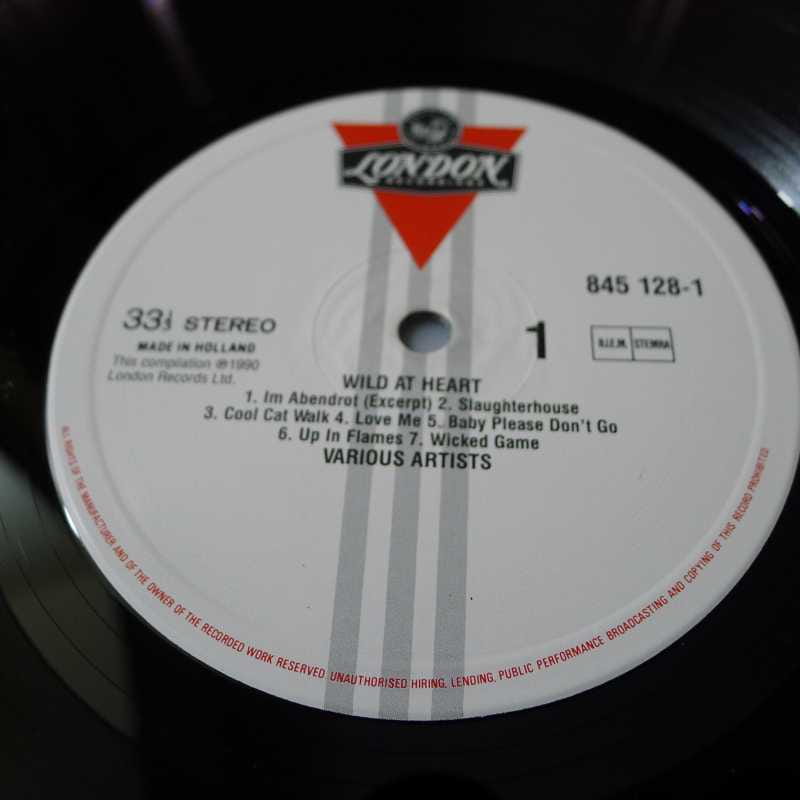 LONDON
RECORDINGS
845 128-1
33⅓ STEREO
1
B.I.E.M. STEMRA
MADE IN HOLLAND
This compilation ℗1990
London Records Ltd.
WILD AT HEART
1. Im Abendrot (Excerpt) 2. Slaughterhouse
3. Cool Cat Walk 4. Love Me 5. Baby Please Don't Go
6. Up In Flames 7. Wicked Game
VARIOUS ARTISTS
ALL RIGHTS OF THE MANUFACTURER AND OF THE OWNER OF THE RECORDED WORK RESERVED UNAUTHORISED HIRING, LENDING, PUBLIC PERFORMANCE BROADCASTING AND COPYING OF THIS RECORD PROHIBITED